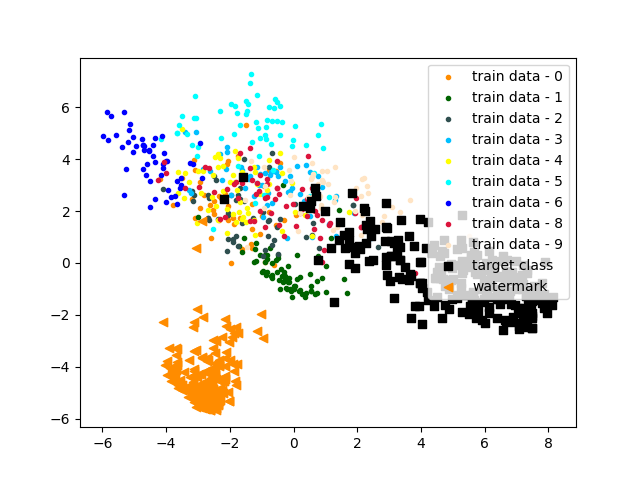 train data - 0
train data - 1
train data - 2
train data - 3
train data - 4
train data - 5
train data - 6
train data - 8
train data - 9
target class
watermark
6
4
2
0
−2
−4
−6
−6 −4 −2 0 2 4 6 8